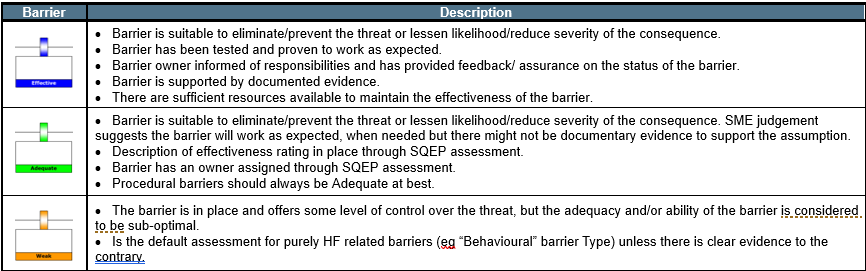 Barrier Description
• Barrier is suitable to eliminate/prevent the threat or lessen likelihood/reduce severity of the consequence.
• Barrier has been tested and proven to work as expected.
• Barrier owner informed of responsibilities and has provided feedback/ assurance on the status of the barrier.
• Barrier is supported by documented evidence.
• There are sufficient resources available to maintain the effectiveness of the barrier.
Effective
• Barrier is suitable to eliminate/prevent the threat or lessen likelihood/reduce severity of the consequence. SME judgement
suggests the barrier will work as expected, when needed but there might not be documentary evidence to support the assumption.
• Description of effectiveness rating in place through SQEP assessment.
• Barrier has an owner assigned through SQEP assessment.
• Procedural barriers should always be Adequate at best.
Adequate
• The barrier is in place and offers some level of control over the threat, but the adequacy and/or ability of the barrier is considered
to be sub-optimal.
• Is the default assessment for purely HF related barriers (eg “Behavioural” barrier Type) unless there is clear evidence to the
contrary.
Weak